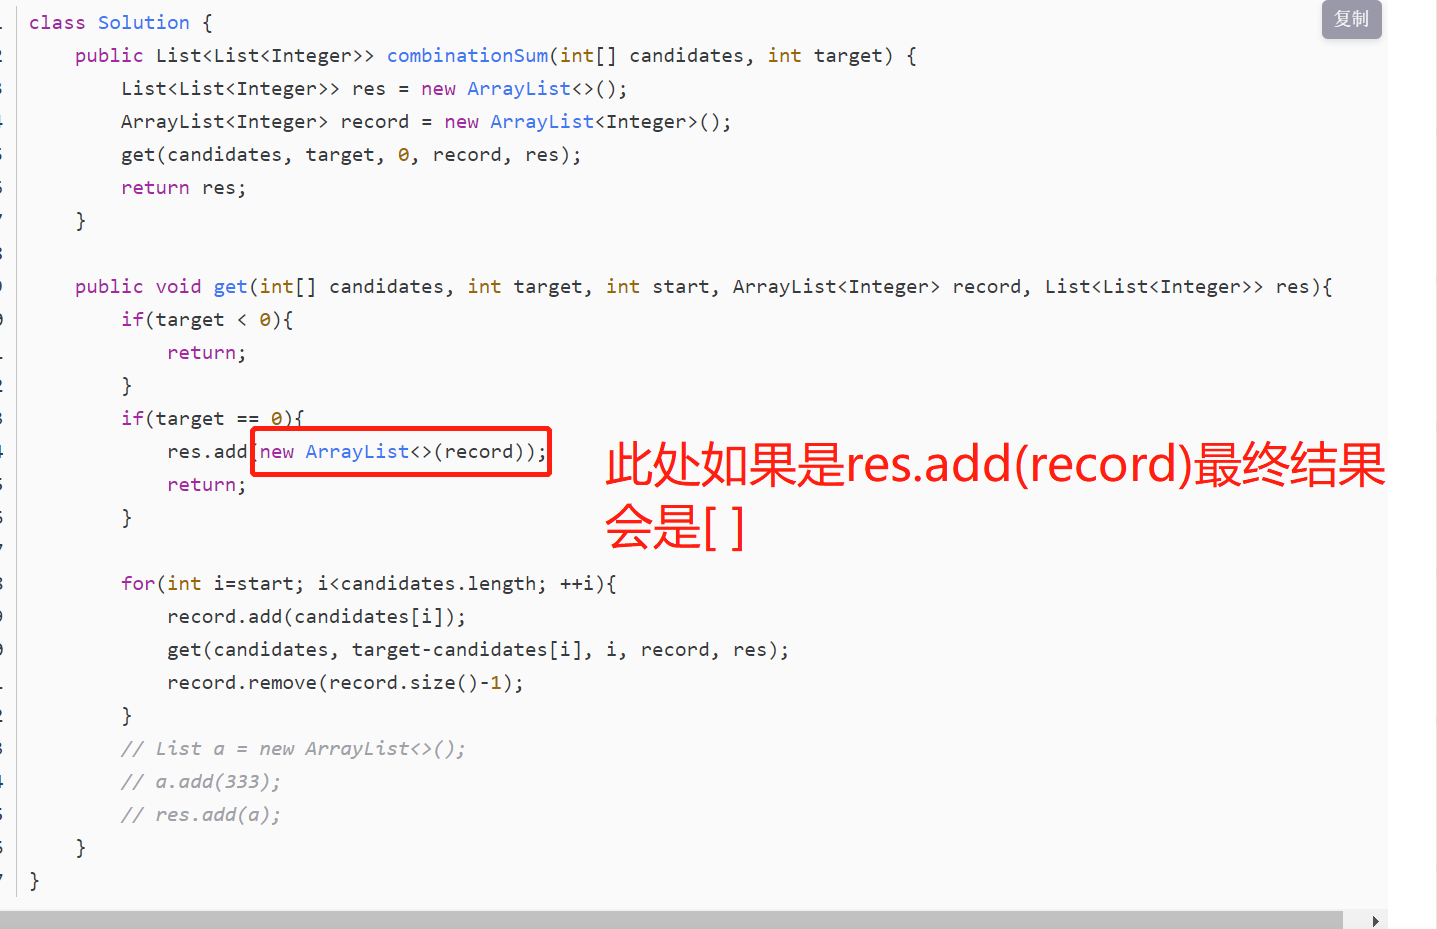 复制
class Solution {
public List<List<Integer>> combinationSum(int[] candidates, int target) {
List<List<Integer>> res = new ArrayList<>();
ArrayList<Integer> record = new ArrayList<Integer>();
get(candidates, target, 0, record, res);
return res;
}
public void get(int[] candidates, int target, int start, ArrayList<Integer> record, List<List<Integer>> res){
if(target < 0){
return;
}
if(target == 0){
res.add(new ArrayList<>(record));
return;
}
此处如果是res.add(record)最终结果
会是[ ]
for(int i=start; i<candidates.length; ++i){
record.add(candidates[i]);
get(candidates, target-candidates[i], i, record, res);
record.remove(record.size()-1);
}
// List a = new ArrayList<>();
// a.add(333);
// res.add(a);
}
}